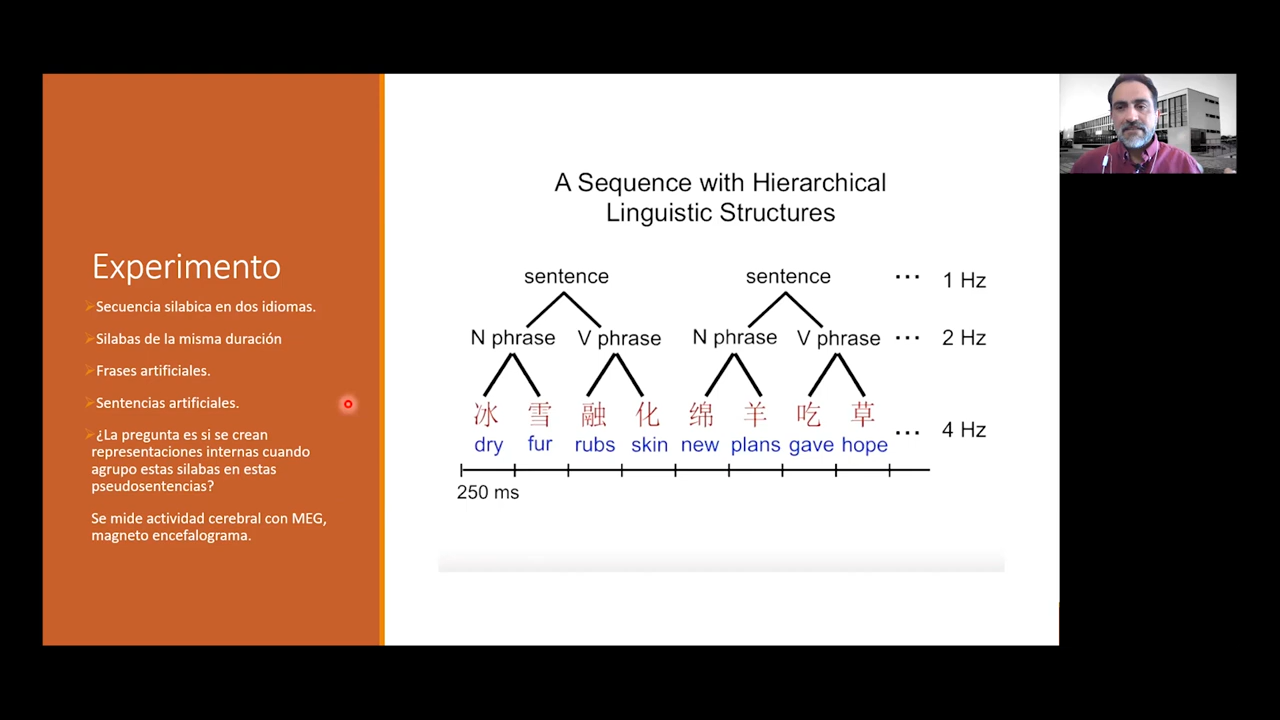 Experimento
Secuencia silabica en dos idiomas.
Silabas de la misma duración
Frases artificiales.
Sentencias artificiales.
¿La pregunta es si se crean
representaciones internas cuando
agrupo estas silabas en estas
pseudosentencias?
Se mide actividad cerebral con MEG,
magneto encefalograma.
A Sequence with Hierarchical
Linguistic Structures
sentence sentence ... 1 Hz
N phrase V phrase N phrase V phrase ... 2 Hz
冰 雪 融 化 绵 羊 吃 草
dry fur rubs skin new plans gave hope ... 4 Hz
250 ms